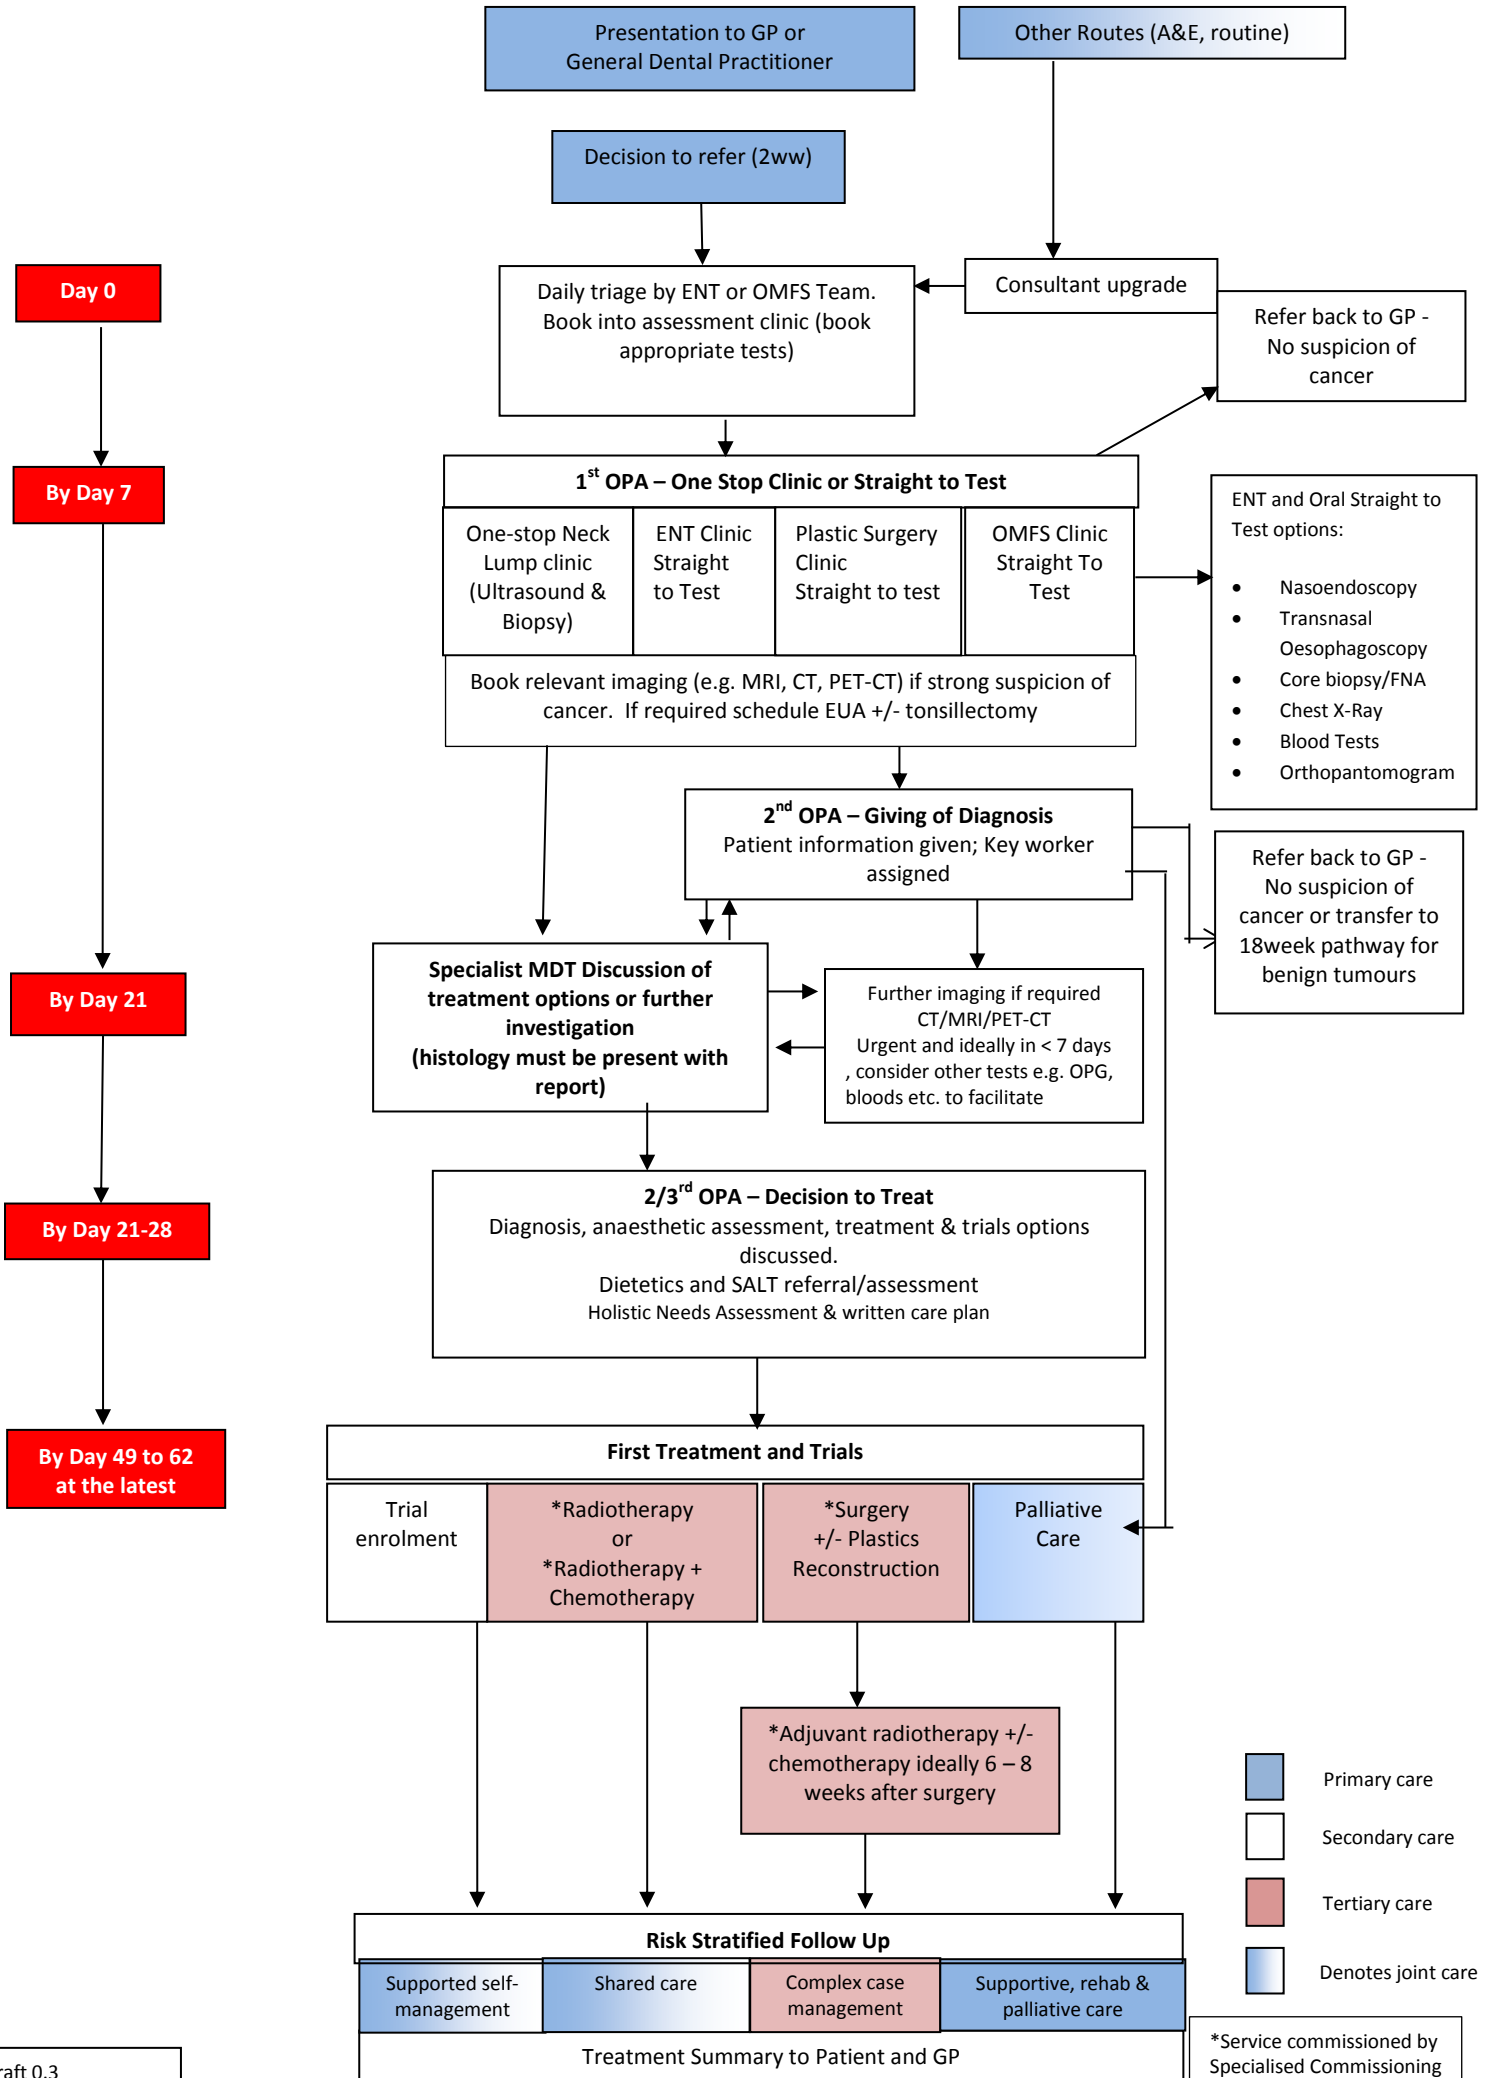 Presentation to GP or
General Dental Practitioner
Other Routes (A&E, routine)
Decision to refer (2ww)
Day 0
Daily triage by ENT or OMFS Team.
Book into assessment clinic (book
appropriate tests)
Consultant upgrade
Refer back to GP -
No suspicion of
cancer
By Day 7
1st OPA – One Stop Clinic or Straight to Test
One-stop Neck
Lump clinic
(Ultrasound &
Biopsy)
ENT Clinic
Straight
to Test
Plastic Surgery
Clinic
Straight to test
OMFS Clinic
Straight To
Test
ENT and Oral Straight to
Test options:
• Nasoendoscopy
• Transnasal
Oesophagoscopy
• Core biopsy/FNA
• Chest X-Ray
• Blood Tests
• Orthopantomogram
Book relevant imaging (e.g. MRI, CT, PET-CT) if strong suspicion of
cancer. If required schedule EUA +/- tonsillectomy
2nd OPA – Giving of Diagnosis
Patient information given; Key worker
assigned
Refer back to GP -
No suspicion of
cancer or transfer to
18week pathway for
benign tumours
By Day 21
Specialist MDT Discussion of
treatment options or further
investigation
(histology must be present with
report)
Further imaging if required
CT/MRI/PET-CT
Urgent and ideally in < 7 days
, consider other tests e.g. OPG,
bloods etc. to facilitate
By Day 21-28
2/3rd OPA – Decision to Treat
Diagnosis, anaesthetic assessment, treatment & trials options
discussed.
Dietetics and SALT referral/assessment
Holistic Needs Assessment & written care plan
By Day 49 to 62
at the latest
First Treatment and Trials
Trial
enrolment
*Radiotherapy
or
*Radiotherapy +
Chemotherapy
*Surgery
+/- Plastics
Reconstruction
Palliative
Care
*Adjuvant radiotherapy +/-
chemotherapy ideally 6 – 8
weeks after surgery
Primary care
Secondary care
Tertiary care
Denotes joint care
Risk Stratified Follow Up
Supported self-
management
Shared care
Complex case
management
Supportive, rehab &
palliative care
Treatment Summary to Patient and GP
*Service commissioned by
Specialised Commissioning
raft 0.3